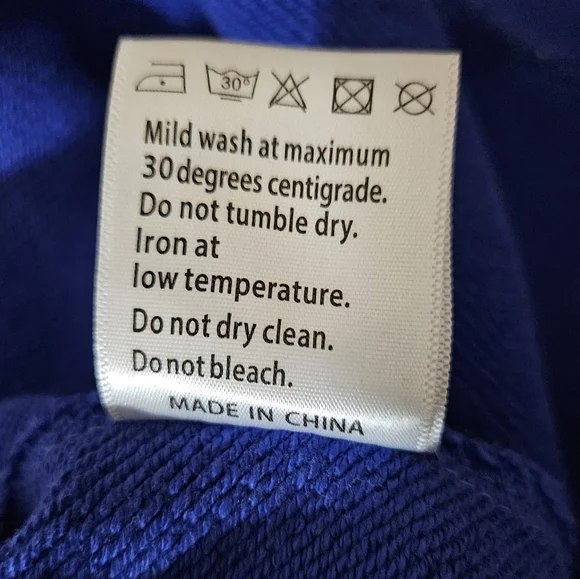 30°
Mild wash at maximum
30 degrees centigrade.
Do not tumble dry.
Iron at
low temperature.
Do not dry clean.
Do not bleach.
MADE IN CHINA